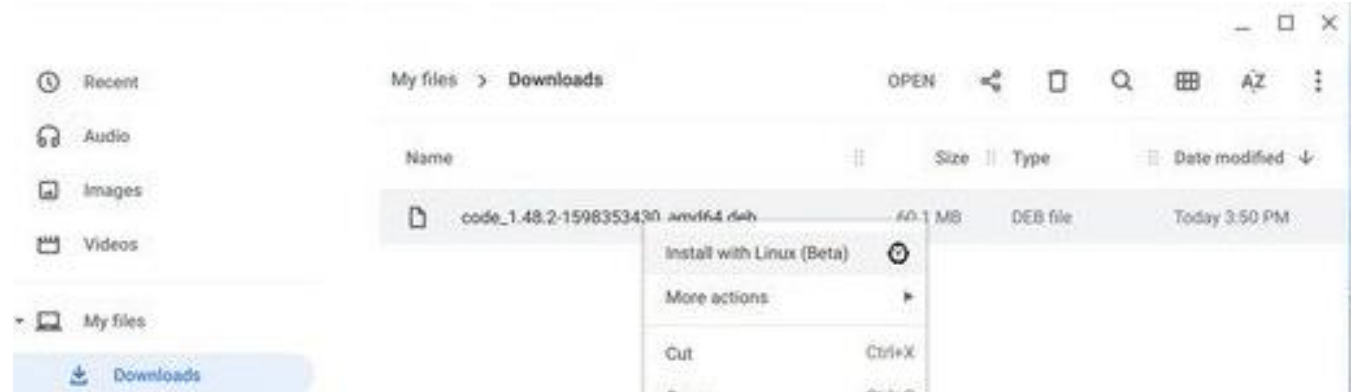 Recent
My files > Downloads
OPEN
Audio
Name
Size
Type
Date modified
Images
code_1.48.2-1598353430_amd64.deb
60.1 MB
DEB file
Today 3:50 PM
Videos
Install with Linux (Beta)
More actions
My files
Cut
Ctrl+X
Downloads